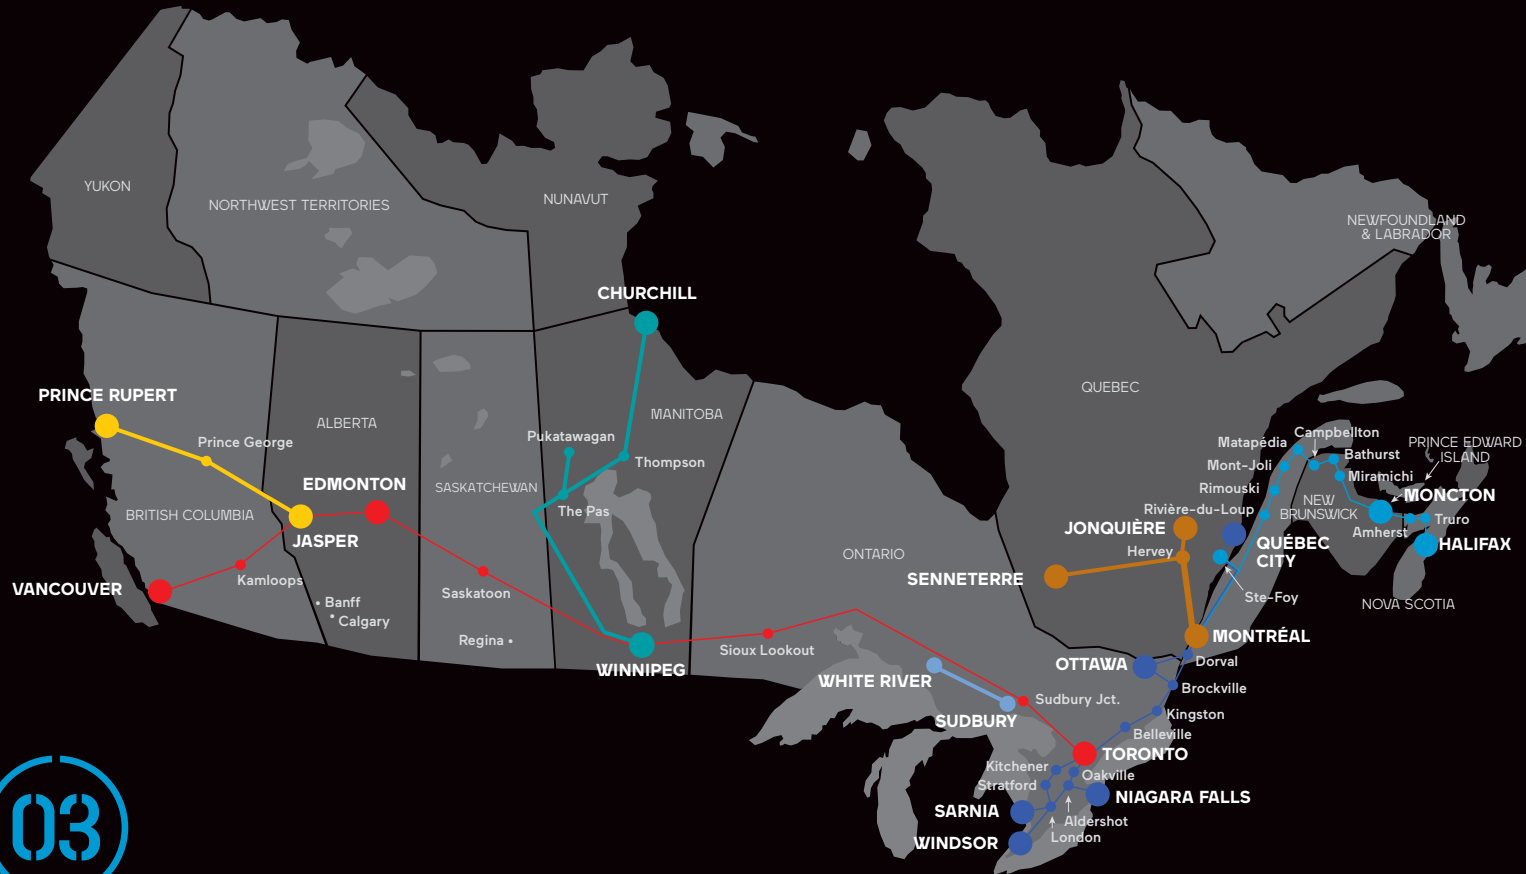 YUKON
NORTHWEST TERRITORIES
NUNAVUT
NEWFOUNDLAND
& LABRADOR
CHURCHILL
PRINCE RUPERT
Prince George
ALBERTA
MANITOBA
QUEBEC
Pukatawagan
Thompson
EDMONTON
SASKATCHEWAN
The Pas
BRITISH COLUMBIA
JASPER
Kamloops
VANCOUVER
• Banff
• Calgary
Saskatoon
Regina •
WINNIPEG
Sioux Lookout
ONTARIO
WHITE RIVER
SUDBURY
Sudbury Jct.
Campbellton
Matapédia
Bathurst
PRINCE EDWARD
ISLAND
Mont-Joli
Miramichi
Rimouski
MONCTON
NEW
BRUNSWICK
Rivière-du-Loup
Truro
Amherst
JONQUIÈRE
HALIFAX
QUÉBEC
CITY
Hervey
SENNETERRE
Ste-Foy
NOVA SCOTIA
MONTRÉAL
OTTAWA
Dorval
Brockville
Kingston
Belleville
TORONTO
Kitchener
Oakville
Stratford
NIAGARA FALLS
SARNIA
Aldershot
London
WINDSOR
03